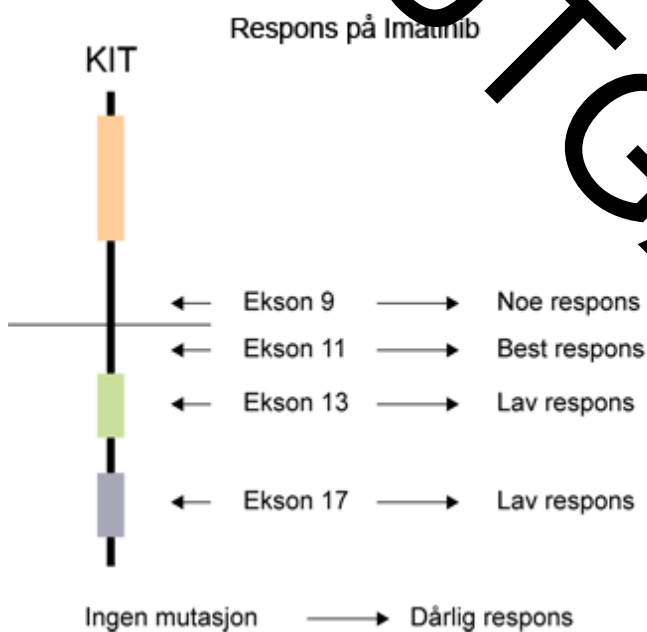 Respons på Imatinib
KIT
Ekson 9 Noe respons
Ekson 11 Best respons
Ekson 13 Lav respons
Ekson 17 Lav respons
Ingen mutasjon Dårlig respons